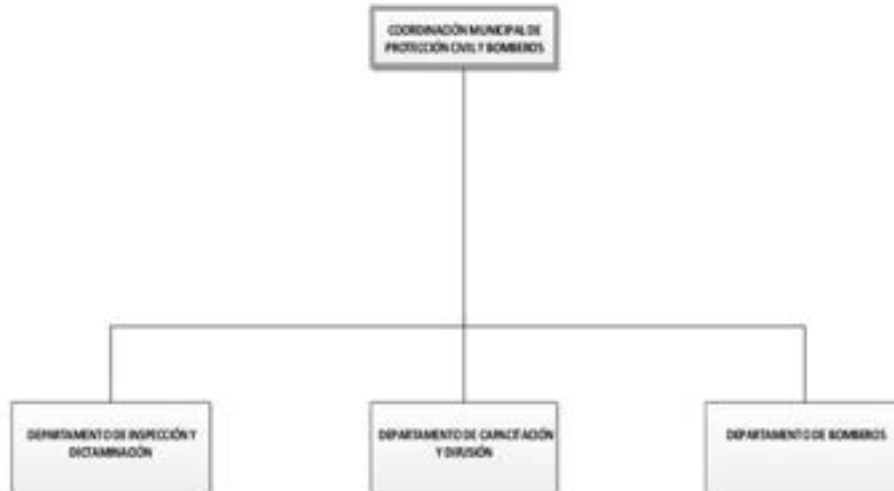 COORDINACIÓN MUNICIPAL DE
PROTECCIÓN CIVIL Y BOMBEROS
DEPARTAMENTO DE INSPECCIÓN Y
DICTAMINACIÓN
DEPARTAMENTO DE CAPACITACIÓN
Y DIFUSIÓN
DEPARTAMENTO DE BOMBEROS